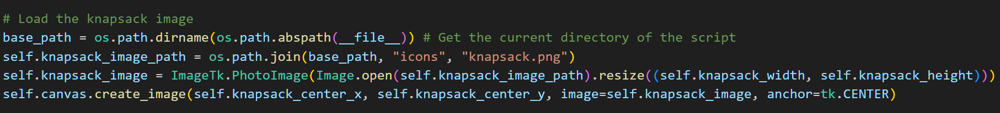 # Load the knapsack image
base_path = os.path.dirname(os.path.abspath(__file__)) # Get the current directory of the script
self.knapsack_image_path = os.path.join(base_path, "icons", "knapsack.png")
self.knapsack_image = ImageTk.PhotoImage(Image.open(self.knapsack_image_path).resize((self.knapsack_width, self.knapsack_height)))
self.canvas.create_image(self.knapsack_center_x, self.knapsack_center_y, image=self.knapsack_image, anchor=tk.CENTER)